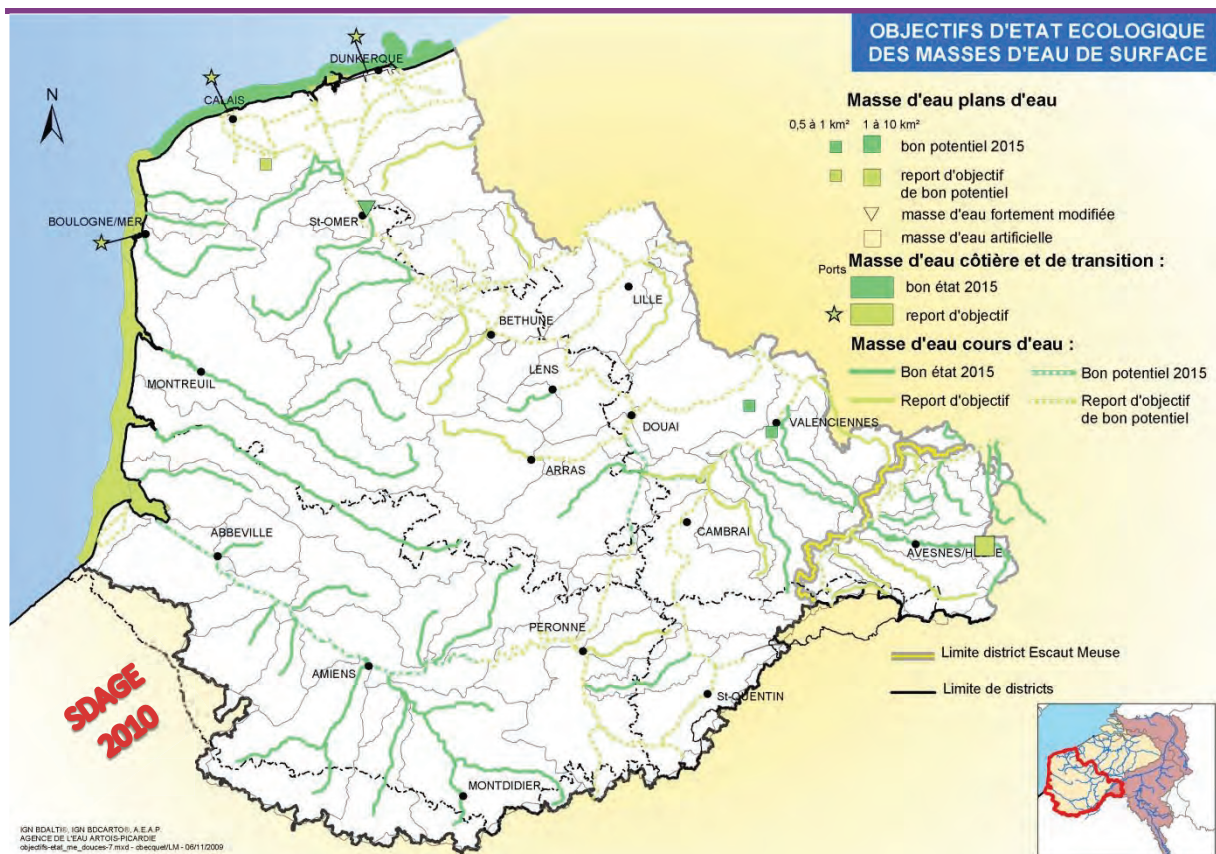 OBJECTIFS D'ETAT ECOLOGIQUE
DES MASSES D'EAU DE SURFACE
Masse d'eau plans d'eau
0,5 à 1 km² 1 à 10 km²
bon potentiel 2015
report d'objectif
de bon potentiel
masse d'eau fortement modifiée
masse d'eau artificielle
Masse d'eau côtière et de transition :
Ports
bon état 2015
report d'objectif
Masse d'eau cours d'eau :
Bon état 2015
Bon potentiel 2015
Report d'objectif
Report d'objectif
de bon potentiel
N
DUNKERQUE
CALAIS
BOULOGNE/MER
St-OMER
LILLE
BETHUNE
MONTREUIL
LENS
DOUAI
VALENCIENNES
ARRAS
CAMBRAI
ABBEVILLE
PERONNE
AMIENS
St-QUENTIN
MONTDIDIER
Limite district Escaut Meuse
Limite de districts
SDAGE
2010
IGN BDALTI®, IGN BDCARTO®, A.E.A.P.
AGENCE DE L'EAU ARTOIS-PICARDIE
objectifs-etat_me_douces-7.mxd - cbecquet/LM - 06/11/2009